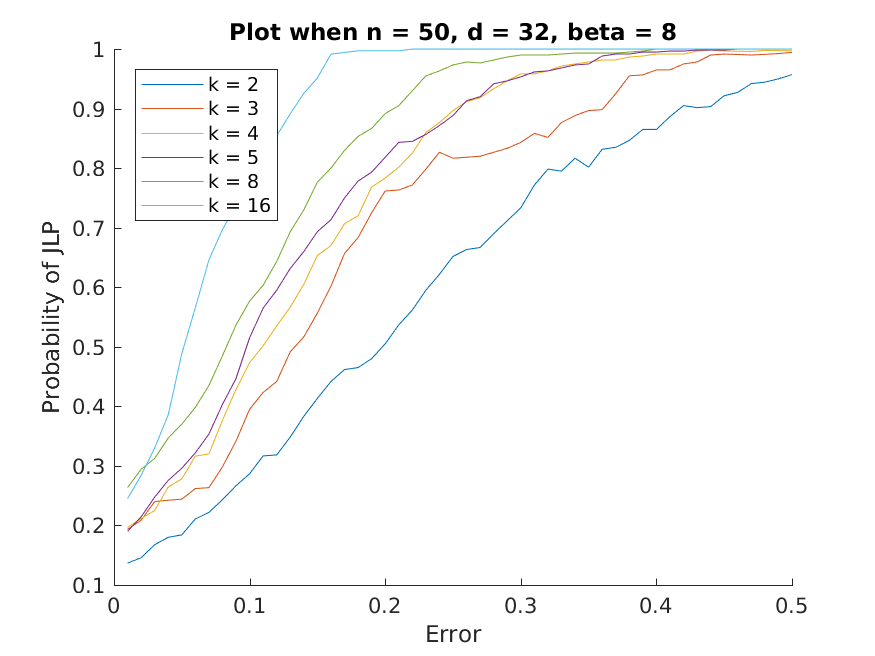 Plot when n = 50, d = 32, beta = 8
1
0.9
0.8
0.7
0.6
0.5
0.4
0.3
0.2
0.1
Probability of JLP
k = 2
k = 3
k = 4
k = 5
k = 8
k = 16
0
0.1
0.2
0.3
0.4
0.5
Error